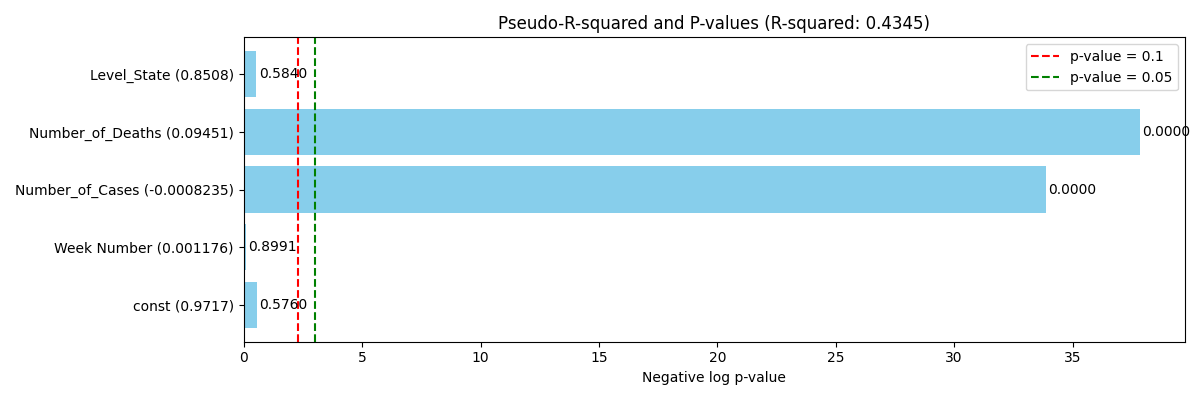 Pseudo-R-squared and P-values (R-squared: 0.4345)
p-value = 0.1
p-value = 0.05
Level_State (0.8508)
0.5840
Number_of_Deaths (0.09451)
0.0000
Number_of_Cases (-0.0008235)
0.0000
Week Number (0.001176)
0.8991
const (0.9717)
0.5760
0 5 10 15 20 25 30 35
Negative log p-value